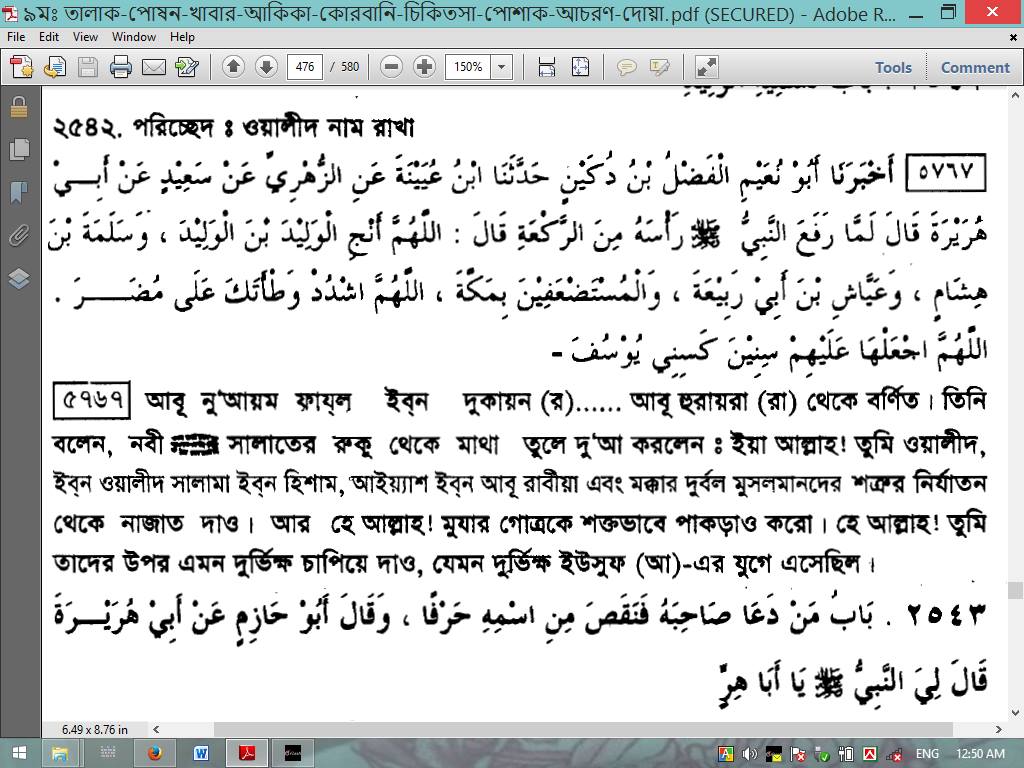 ৯মঃ তালাক-পোষন-খাবার-আকিকা-কোরবানি-চিকিতসা-পোশাক-আচরণ-দোয়া.pdf (SECURED) - Adobe R...
File Edit View Window Help
476 / 580 150% Tools Comment
২৫৪২. পরিচ্ছেদ ঃ ওয়ালীদ নাম রাখা
٥٧٦٧ أَخْبَرَنَا أَبُوْ نُعَيْمٍ الْفَضْلُ بْنُ دُكَيْنٍ حَدَّثَنَا ابْنُ عُيَيْنَةَ عَنِ الزُّهْرِيِّ عَنْ سَعِيْدٍ عَنْ أَبِيْ
هُرَيْرَةَ قَالَ لَمَّا رَفَعَ النَّبِيُّ ﷺ رَأْسَهُ مِنَ الرَّكْعَةِ قَالَ : اللَّهُمَّ أَنْجِ الْوَلِيْدَ بْنَ الْوَلِيْدَ ، وَسَلَمَةَ بْنَ
هِشَامٍ ، وَعَيَّاشِ بْنَ أَبِيْ رَبِيْعَةَ ، وَالْمُسْتَضْعَفِيْنَ بِمَكَّةَ ، اللَّهُمَّ اشْدُدْ وَطْأَتَكَ عَلَى مُضَرَ .
اللَّهُمَّ اجْعَلْهَا عَلَيْهِمْ سِنِيْنَ كَسِنِي يُوْسُفَ -
৫৭৬৭ আবূ নু'আয়ম ফায্‌ল ইব্‌ন দুকায়ন (র)...... আবূ হুরায়রা (রা) থেকে বর্ণিত। তিনি
বলেন, নবী ﷺ সালাতের রুকূ থেকে মাথা তুলে দু'আ করলেন ঃ ইয়া আল্লাহ! তুমি ওয়ালীদ,
ইব্‌ন ওয়ালীদ সালামা ইব্‌ন হিশাম, আইয়্যাশ ইব্‌ন আবূ রাবীয়া এবং মক্কার দুর্বল মুসলমানদের শত্রুর নির্যাতন
থেকে নাজাত দাও। আর হে আল্লাহ! মুযার গোত্রকে শক্তভাবে পাকড়াও করো। হে আল্লাহ! তুমি
তাদের উপর এমন দুর্ভিক্ষ চাপিয়ে দাও, যেমন দুর্ভিক্ষ ইউসুফ (আ)-এর যুগে এসেছিল।
٢٥٤٣ . بَابُ مَنْ دَعَا صَاحِبَهُ فَنَقَصَ مِنِ اسْمِهِ حَرْفًا ، وَقَالَ أَبُوْ حَازِمٍ عَنْ أَبِيْ هُرَيْرَةَ
قَالَ لِيَ النَّبِيُّ ﷺ يَا أَبَا هِرٍّ
6.49 x 8.76 in
ENG 12:50 AM